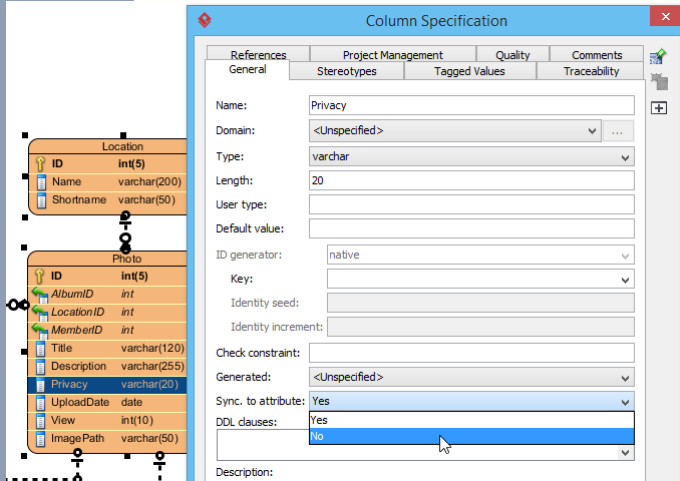 Column Specification
References Project Management Quality Comments
General Stereotypes Tagged Values Traceability
Name: Privacy
Domain: <Unspecified> ...
Type: varchar
Length: 20
User type:
Default value:
ID generator: native
Key:
Identity seed:
Identity increment:
Check constraint:
Generated: <Unspecified>
Sync. to attribute: Yes
Yes
No
DDL clauses:
Description:
Location
ID int(5)
Name varchar(200)
Shortname varchar(50)
Photo
ID int(5)
AlbumID int
LocationID int
MemberID int
Title varchar(120)
Description varchar(255)
Privacy varchar(20)
UploadDate date
View int(10)
ImagePath varchar(50)